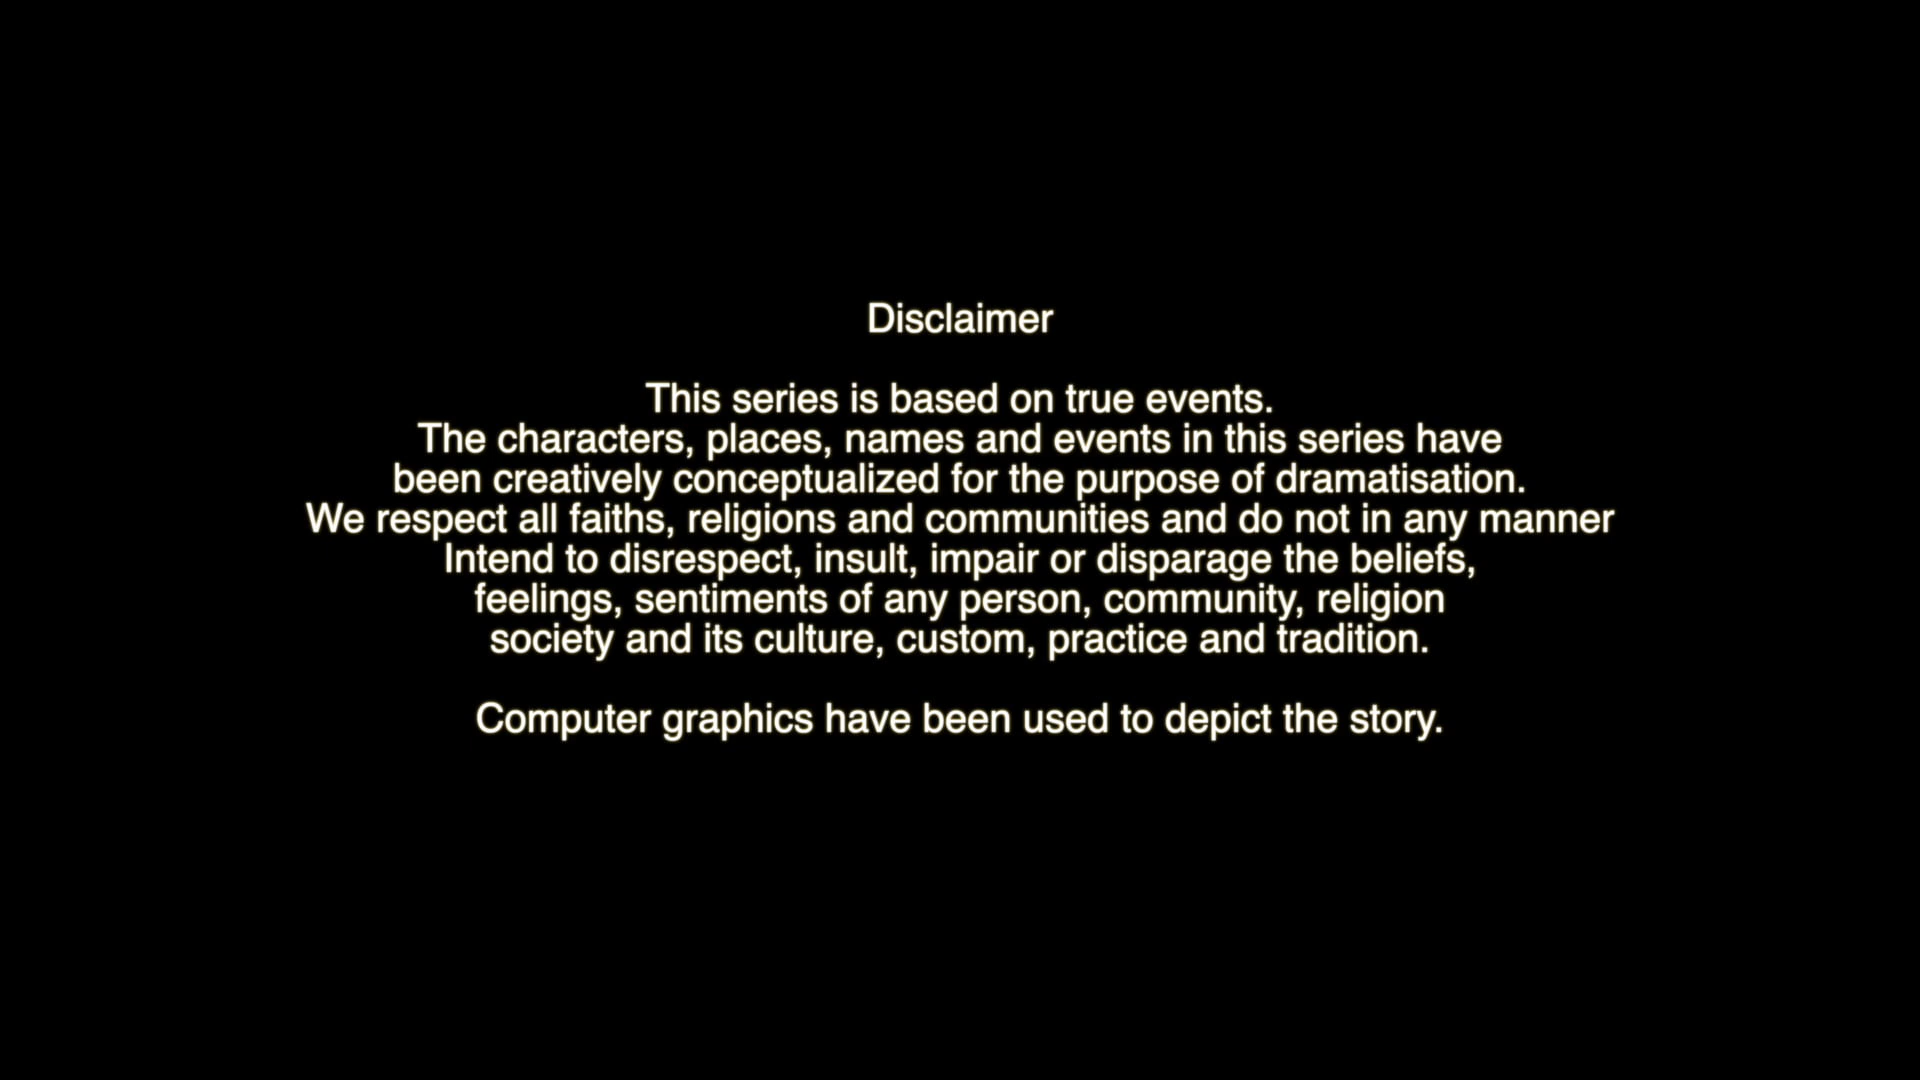 Disclaimer
This series is based on true events.
The characters, places, names and events in this series have
been creatively conceptualized for the purpose of dramatisation.
We respect all faiths, religions and communities and do not in any manner
Intend to disrespect, insult, impair or disparage the beliefs,
feelings, sentiments of any person, community, religion
society and its culture, custom, practice and tradition.
Computer graphics have been used to depict the story.